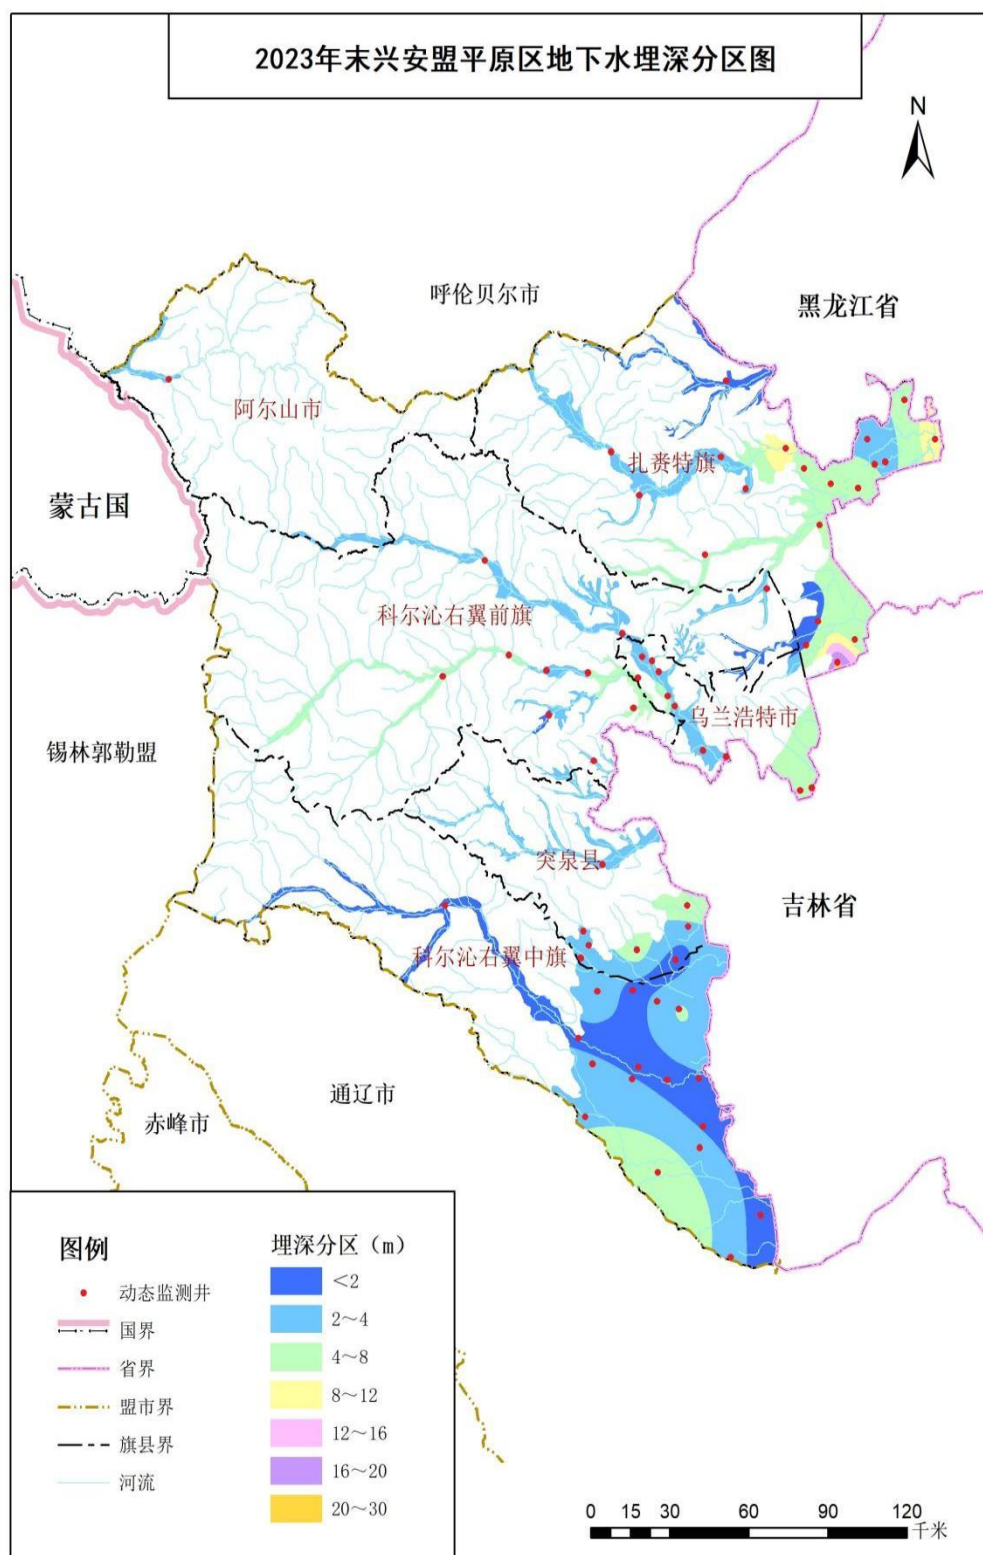 2023年末兴安盟平原区地下水埋深分区图
N
呼伦贝尔市
黑龙江省
阿尔山市
扎赉特旗
蒙古国
科尔沁右翼前旗
乌兰浩特市
锡林郭勒盟
突泉县
吉林省
科尔沁右翼中旗
通辽市
赤峰市
图例
动态监测井
国界
省界
盟市界
旗县界
河流
埋深分区（m）
<2
2～4
4～8
8～12
12～16
16～20
20～30
0 15 30 60 90 120
千米